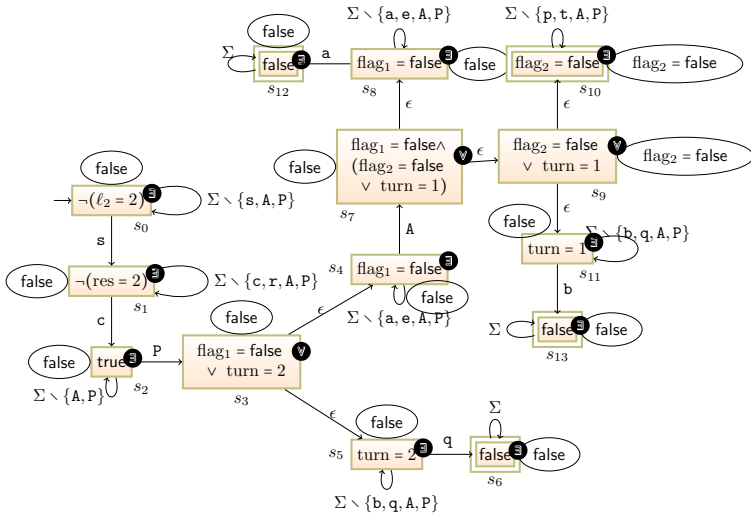 false
Σ∖{a, e, A, P}
Σ∖{p, t, A, P}
Σ
false
∃
a
flag₁ = false
∃
false
flag₂ = false
∃
flag₂ = false
s₁₂
s₈
s₁₀
ϵ
ϵ
false
false
flag₁ = false∧
(flag₂ = false
∨ turn = 1)
∀
ϵ
flag₂ = false
∨ turn = 1
∀
flag₂ = false
s₇
s₉
¬(ℓ₂ = 2)
∃
Σ∖{s, A, P}
s₀
A
ϵ
false
s
turn = 1
∃
Σ∖{b, q, A, P}
s₁₁
false
¬(res = 2)
∃
Σ∖{c, r, A, P}
s₁
s₄
flag₁ = false
∃
false
Σ∖{a, e, A, P}
b
c
ϵ
Σ
false
∃
false
s₁₃
false
false
true
∃
P
flag₁ = false
∨ turn = 2
∀
Σ∖{A, P}
s₂
s₃
ϵ
false
Σ
s₅
turn = 2
∃
q
false
∃
false
s₆
Σ∖{b, q, A, P}